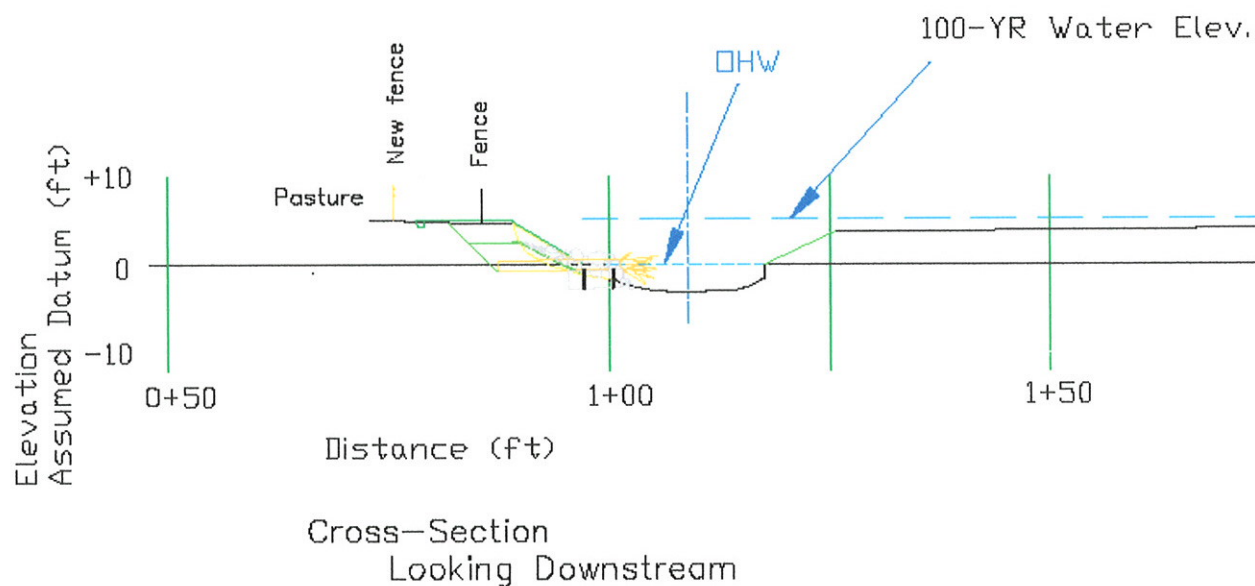 100-YR Water Elev.
OHW
New fence
Fence
Pasture
+10
0
-10
Elevation
Assumed Datum (ft)
0+50
1+00
1+50
Distance (ft)
Cross-Section
Looking Downstream